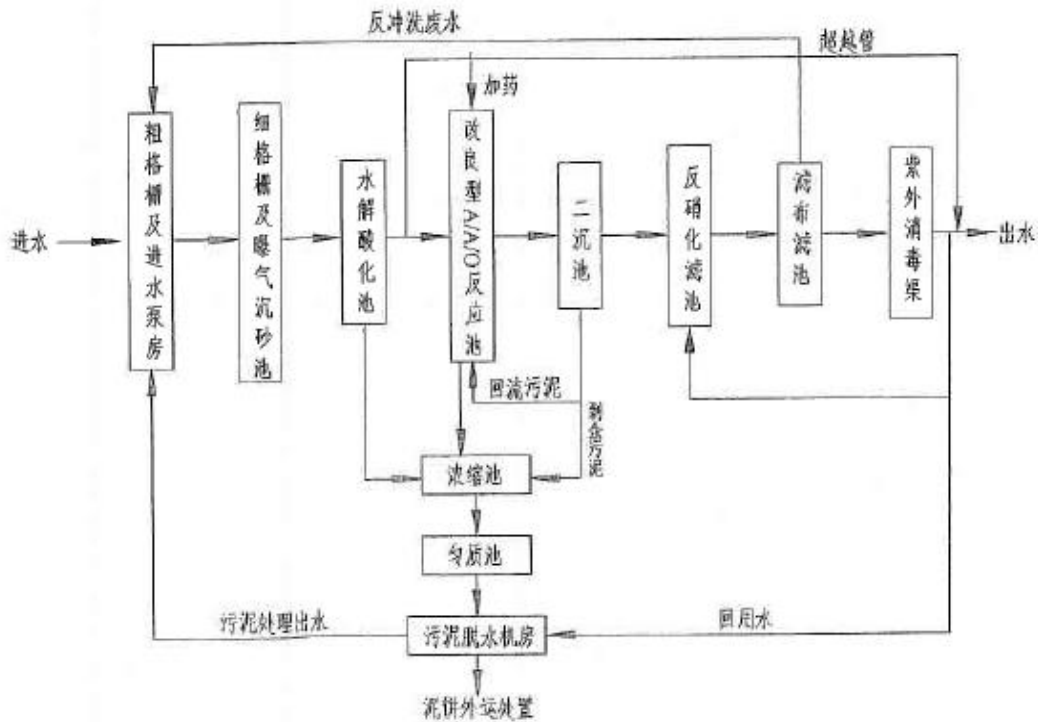 反冲洗废水
超越管
加药
粗格栅及进水泵房
细格栅及曝气沉砂池
水解酸化池
改良型A/A/O反应池
二沉池
反硝化滤池
滤布滤池
紫外消毒渠
进水
出水
回流污泥
剩余污泥
浓缩池
匀质池
污泥处理出水
污泥脱水机房
回用水
泥饼外运处置